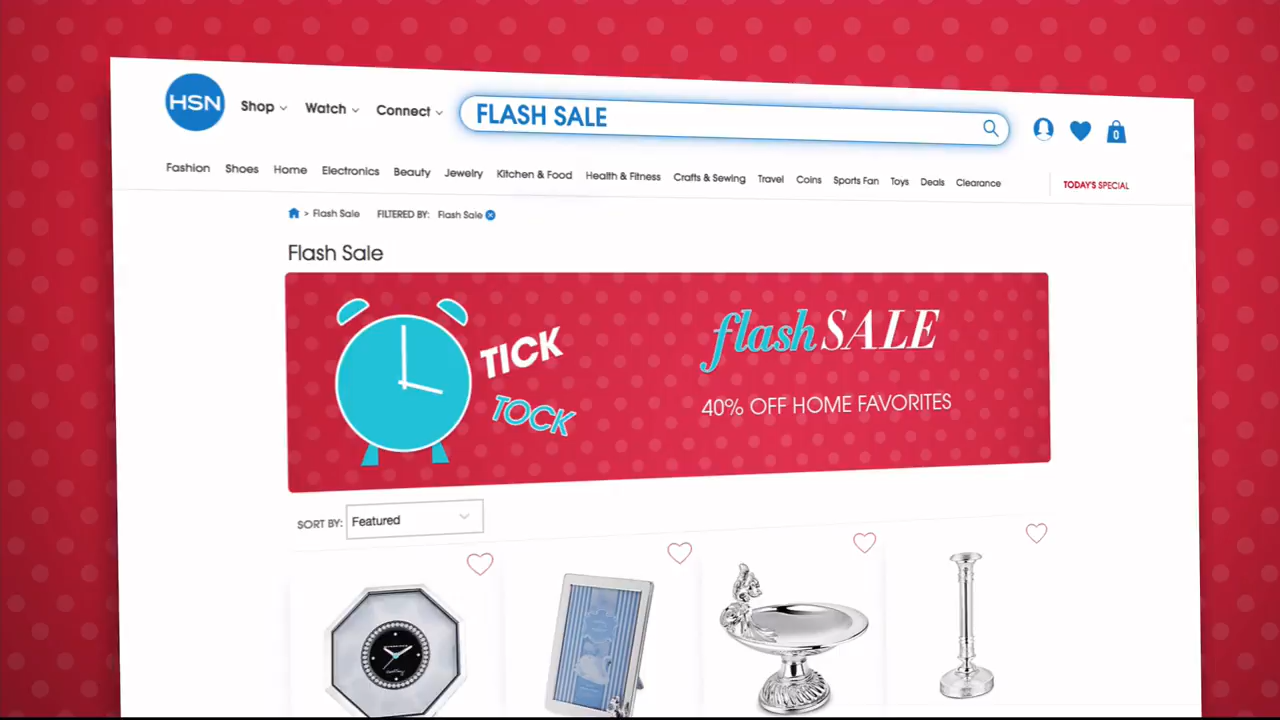 HSN
Shop Watch Connect
FLASH SALE
0
Fashion Shoes Home Electronics Beauty Jewelry Kitchen & Food Health & Fitness Crafts & Sewing Travel Coins Sports Fan Toys Deals Clearance TODAY'S SPECIAL
> Flash Sale FILTERED BY: Flash Sale
Flash Sale
TICK
TOCK
flash SALE
40% OFF HOME FAVORITES
SORT BY: Featured